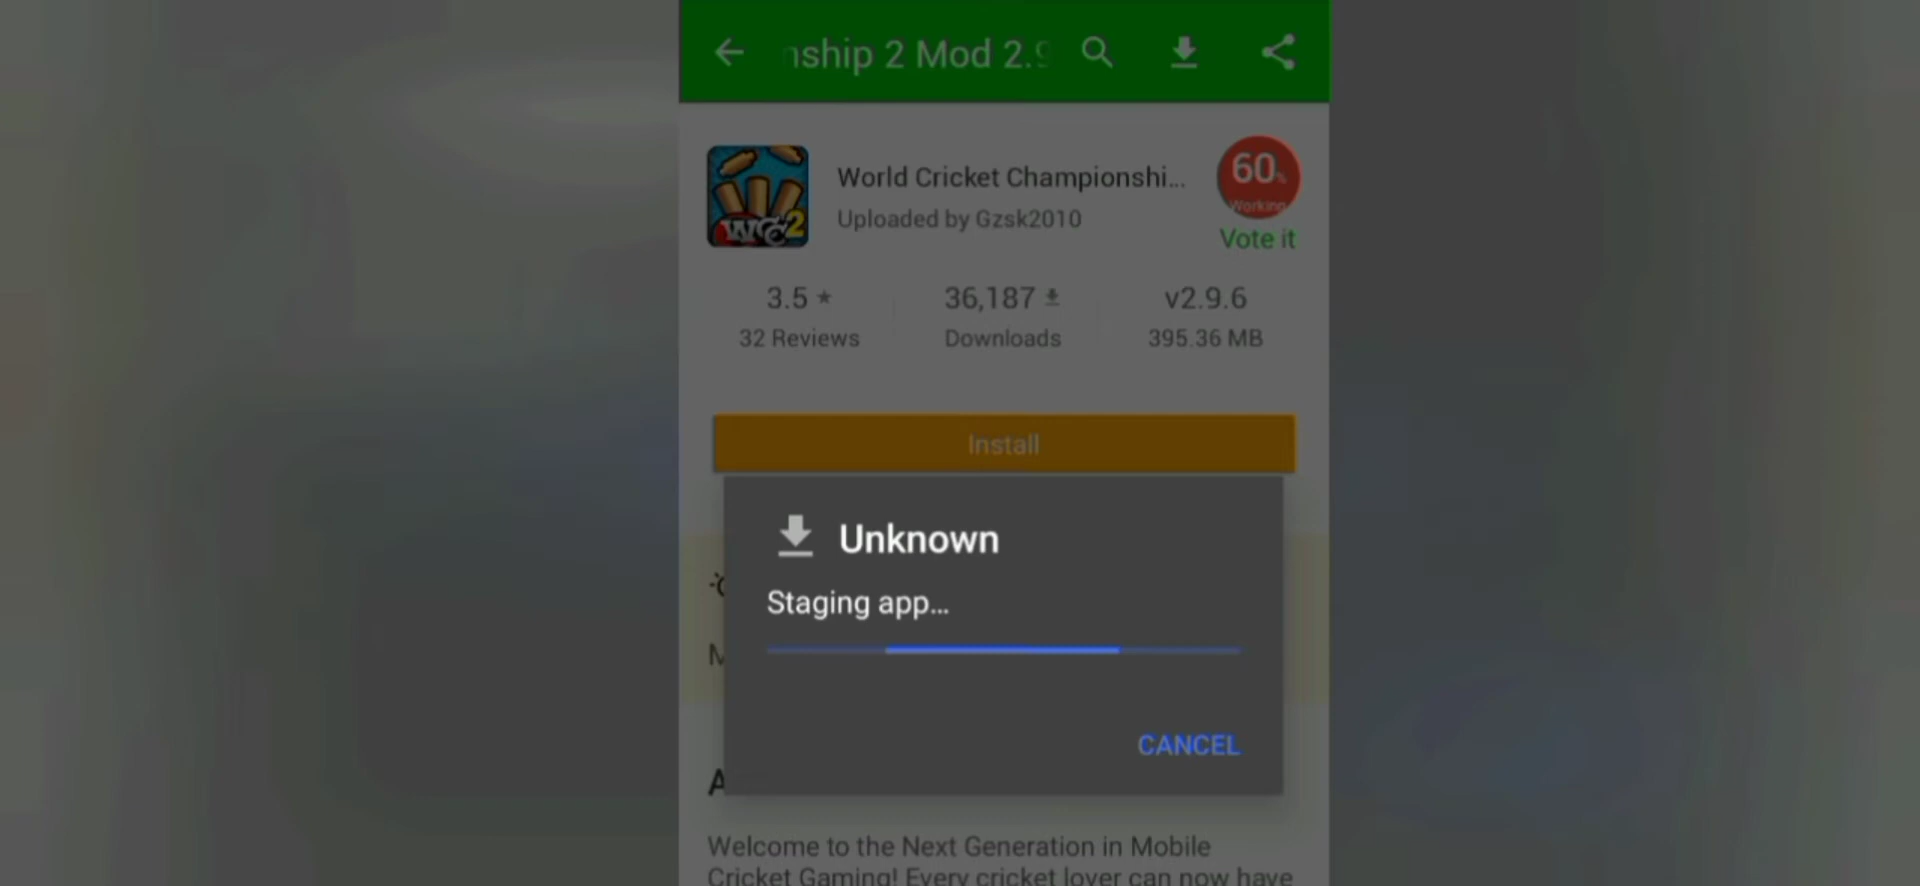 ship 2 Mod 2.9
World Cricket Championshi...
Uploaded by Gzsk2010
60%
Working
Vote it
3.5 ★
32 Reviews
36,187
Downloads
v2.9.6
395.36 MB
Install
WCC2
Unknown
Staging app...
CANCEL
M
A
Welcome to the Next Generation in Mobile
Cricket Gaming! Every cricket lover can now have